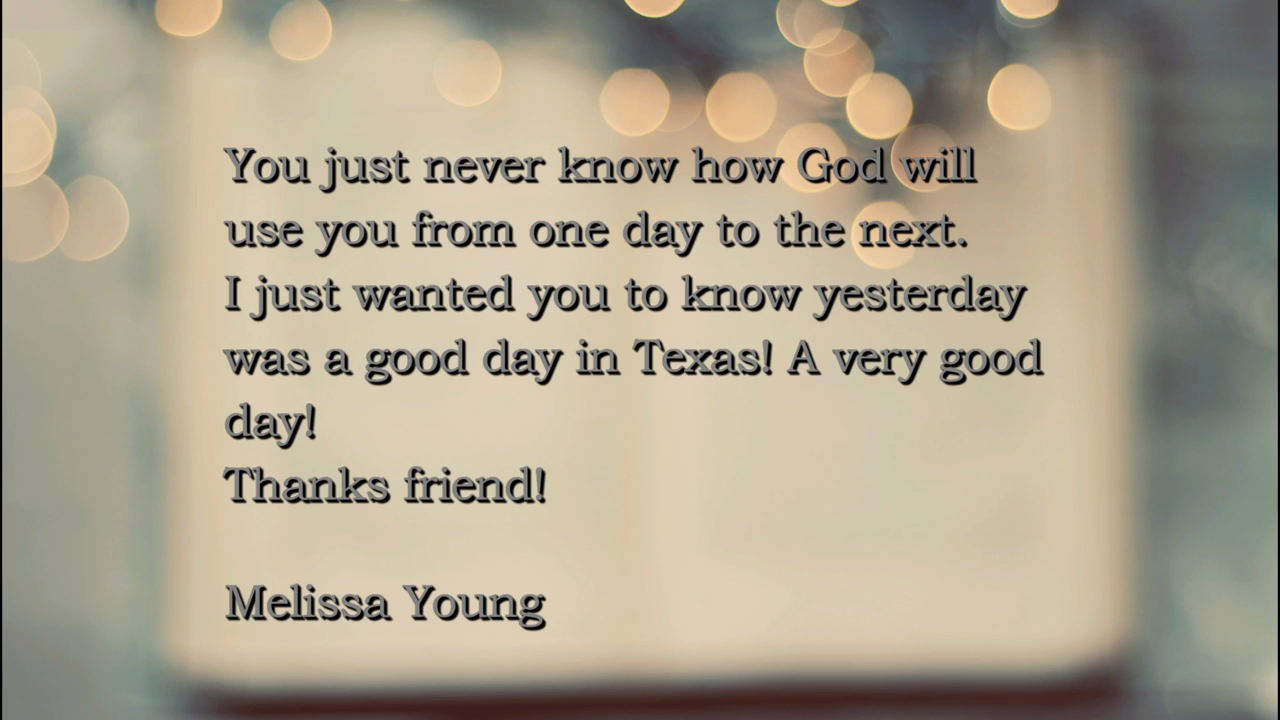 You just never know how God will
use you from one day to the next.
I just wanted you to know yesterday
was a good day in Texas! A very good
day!
Thanks friend!
Melissa Young